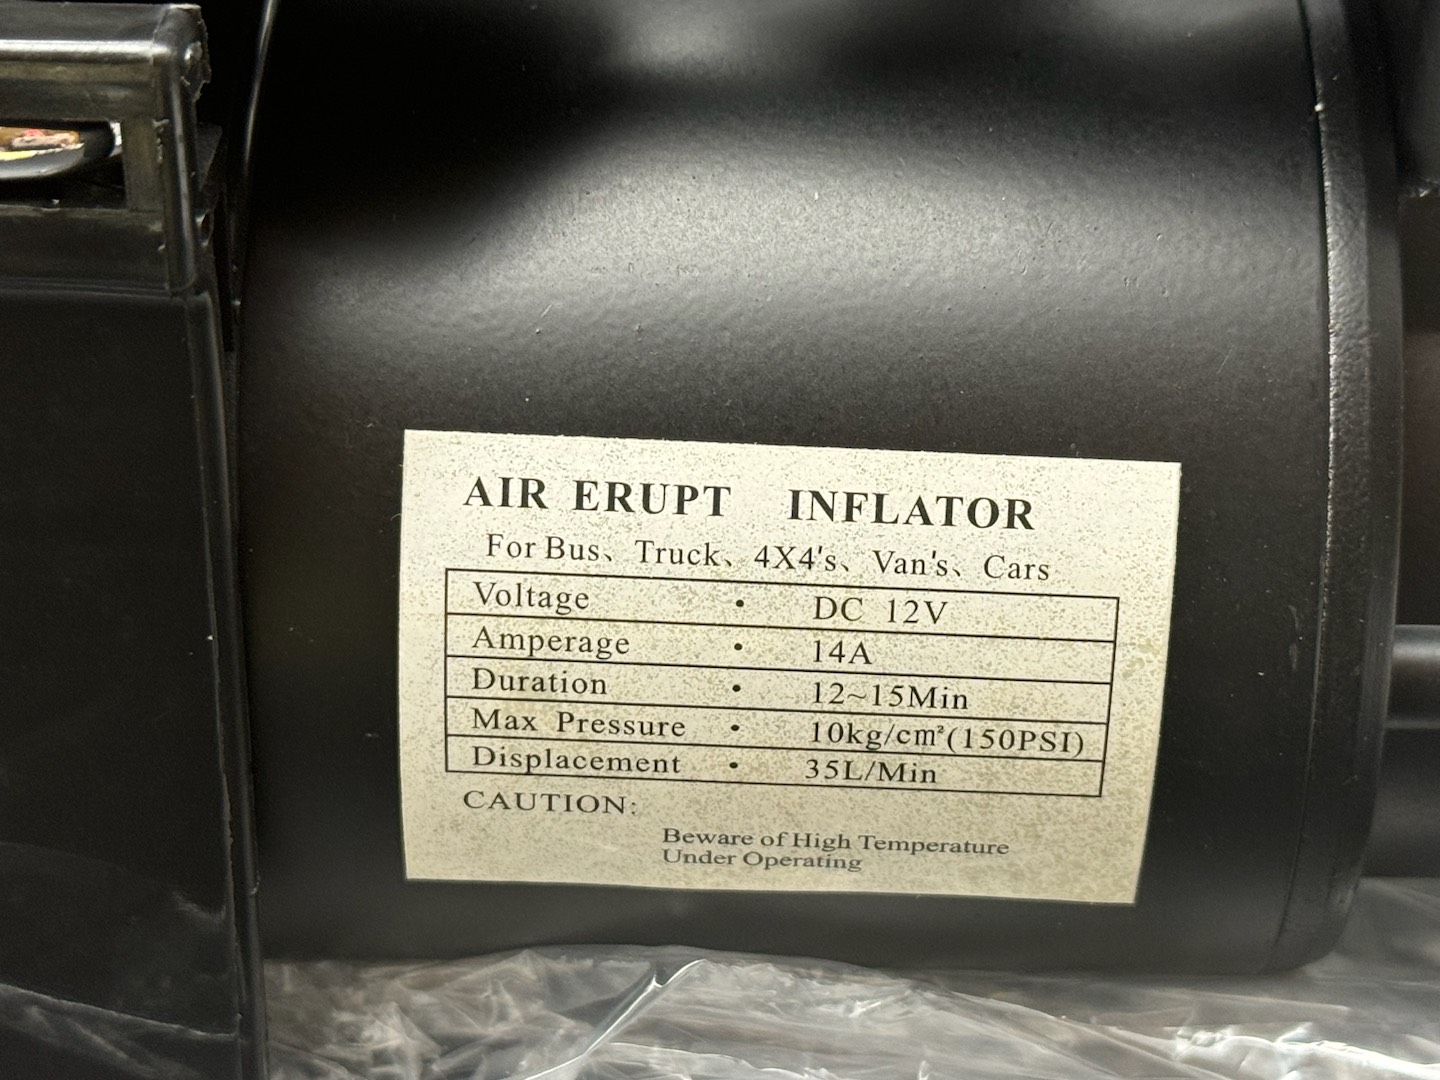 AIR ERUPT INFLATOR
For Bus、Truck、4X4's、Van's、Cars
Voltage • DC 12V
Amperage • 14A
Duration • 12~15Min
Max Pressure • 10kg/cm²(150PSI)
Displacement • 35L/Min
CAUTION:
Beware of High Temperature
Under Operating